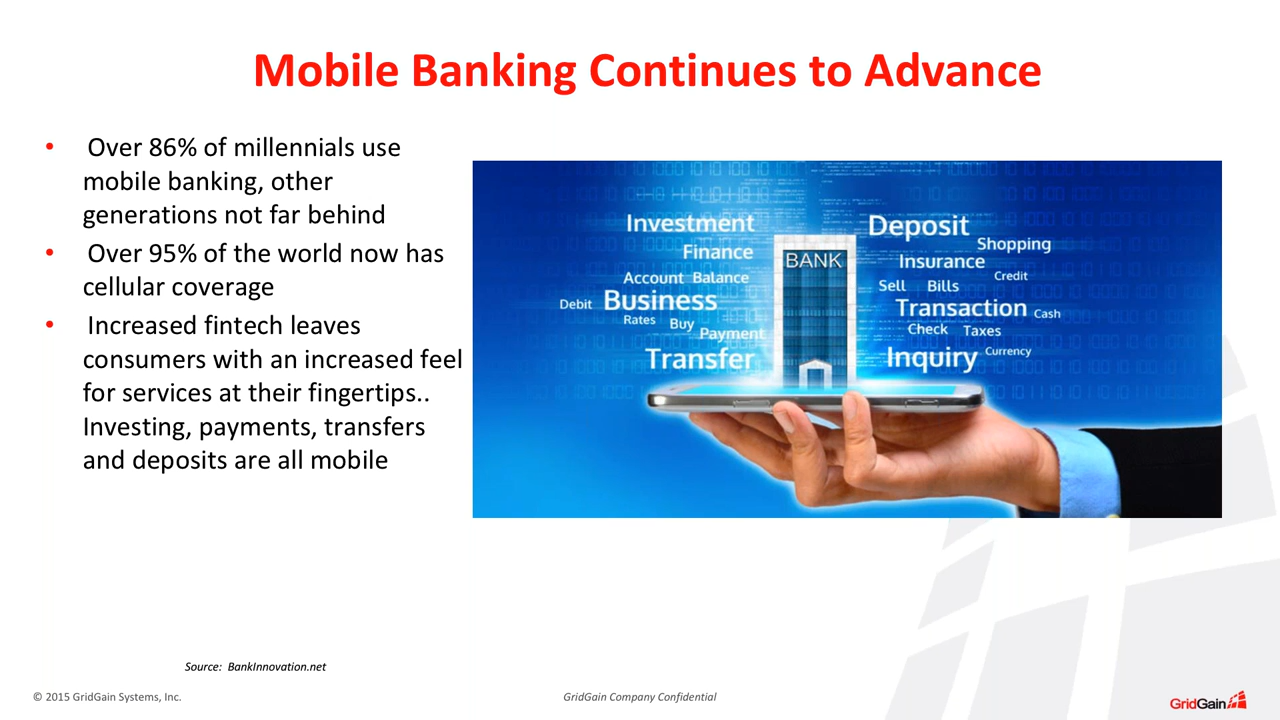 Mobile Banking Continues to Advance
• Over 86% of millennials use
mobile banking, other
generations not far behind
• Over 95% of the world now has
cellular coverage
• Increased fintech leaves
consumers with an increased feel
for services at their fingertips..
Investing, payments, transfers
and deposits are all mobile
Investment
Finance
Account Balance
Debit Business
Rates Buy
Payment
Transfer
BANK
Deposit
Shopping
Insurance
Credit
Sell Bills
Transaction Cash
Check Taxes
Inquiry Currency
Source: BankInnovation.net
© 2015 GridGain Systems, Inc.
GridGain Company Confidential
GridGain